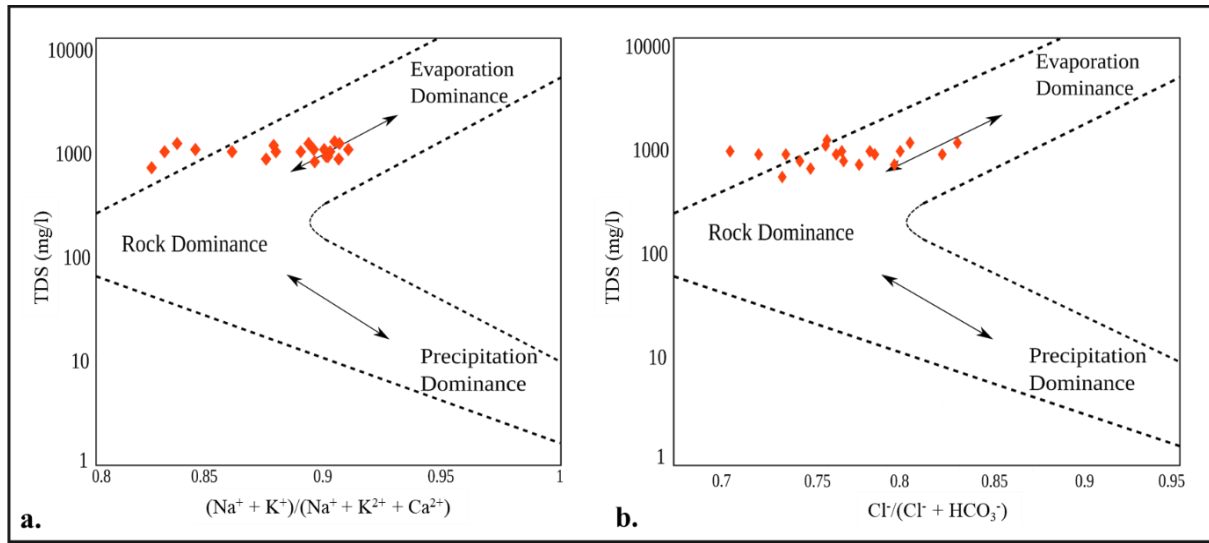 10000
1000
100
10
1
TDS (mg/l)
Evaporation
Dominance
Rock Dominance
Precipitation
Dominance
0.8 0.85 0.9 0.95 1
(Na⁺ + K⁺)/(Na⁺ + K²⁺ + Ca²⁺)
a.
10000
1000
100
10
1
TDS (mg/l)
Evaporation
Dominance
Rock Dominance
Precipitation
Dominance
0.7 0.75 0.8 0.85 0.9 0.95
Cl⁻/(Cl⁻ + HCO₃⁻)
b.